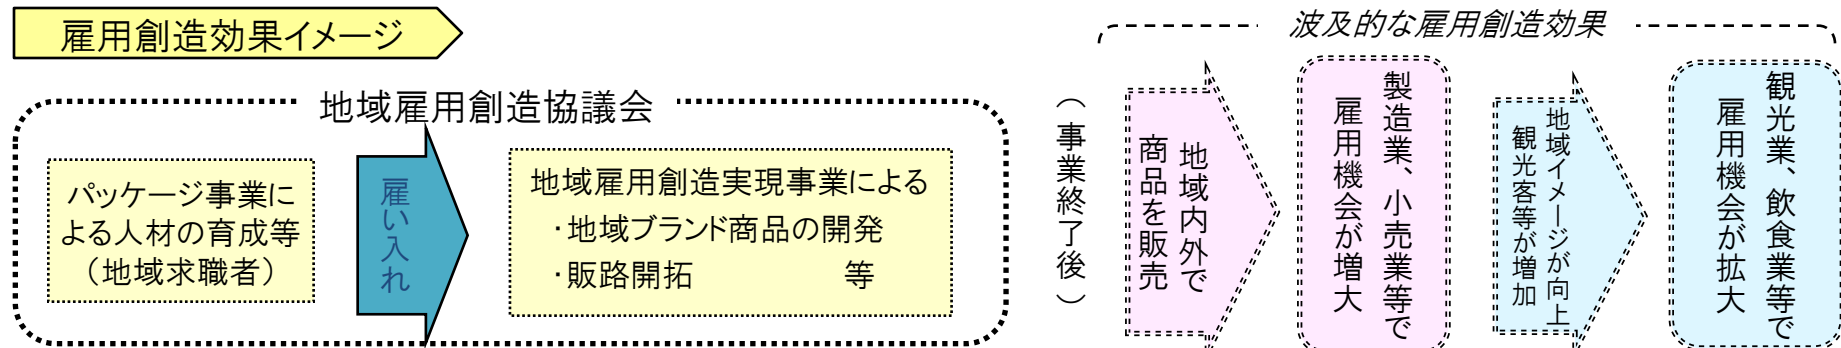 雇用創造効果イメージ
地域雇用創造協議会
パッケージ事業に
よる人材の育成等
（地域求職者）
雇い入れ
地域雇用創造実現事業による
・地域ブランド商品の開発
・販路開拓　　　　　等
（事業終了後）
波及的な雇用創造効果
地域内外で
商品を販売
製造業、小売業等で
雇用機会が増大
地域イメージが向上
観光客等が増加
観光業、飲食業等で
雇用機会が拡大